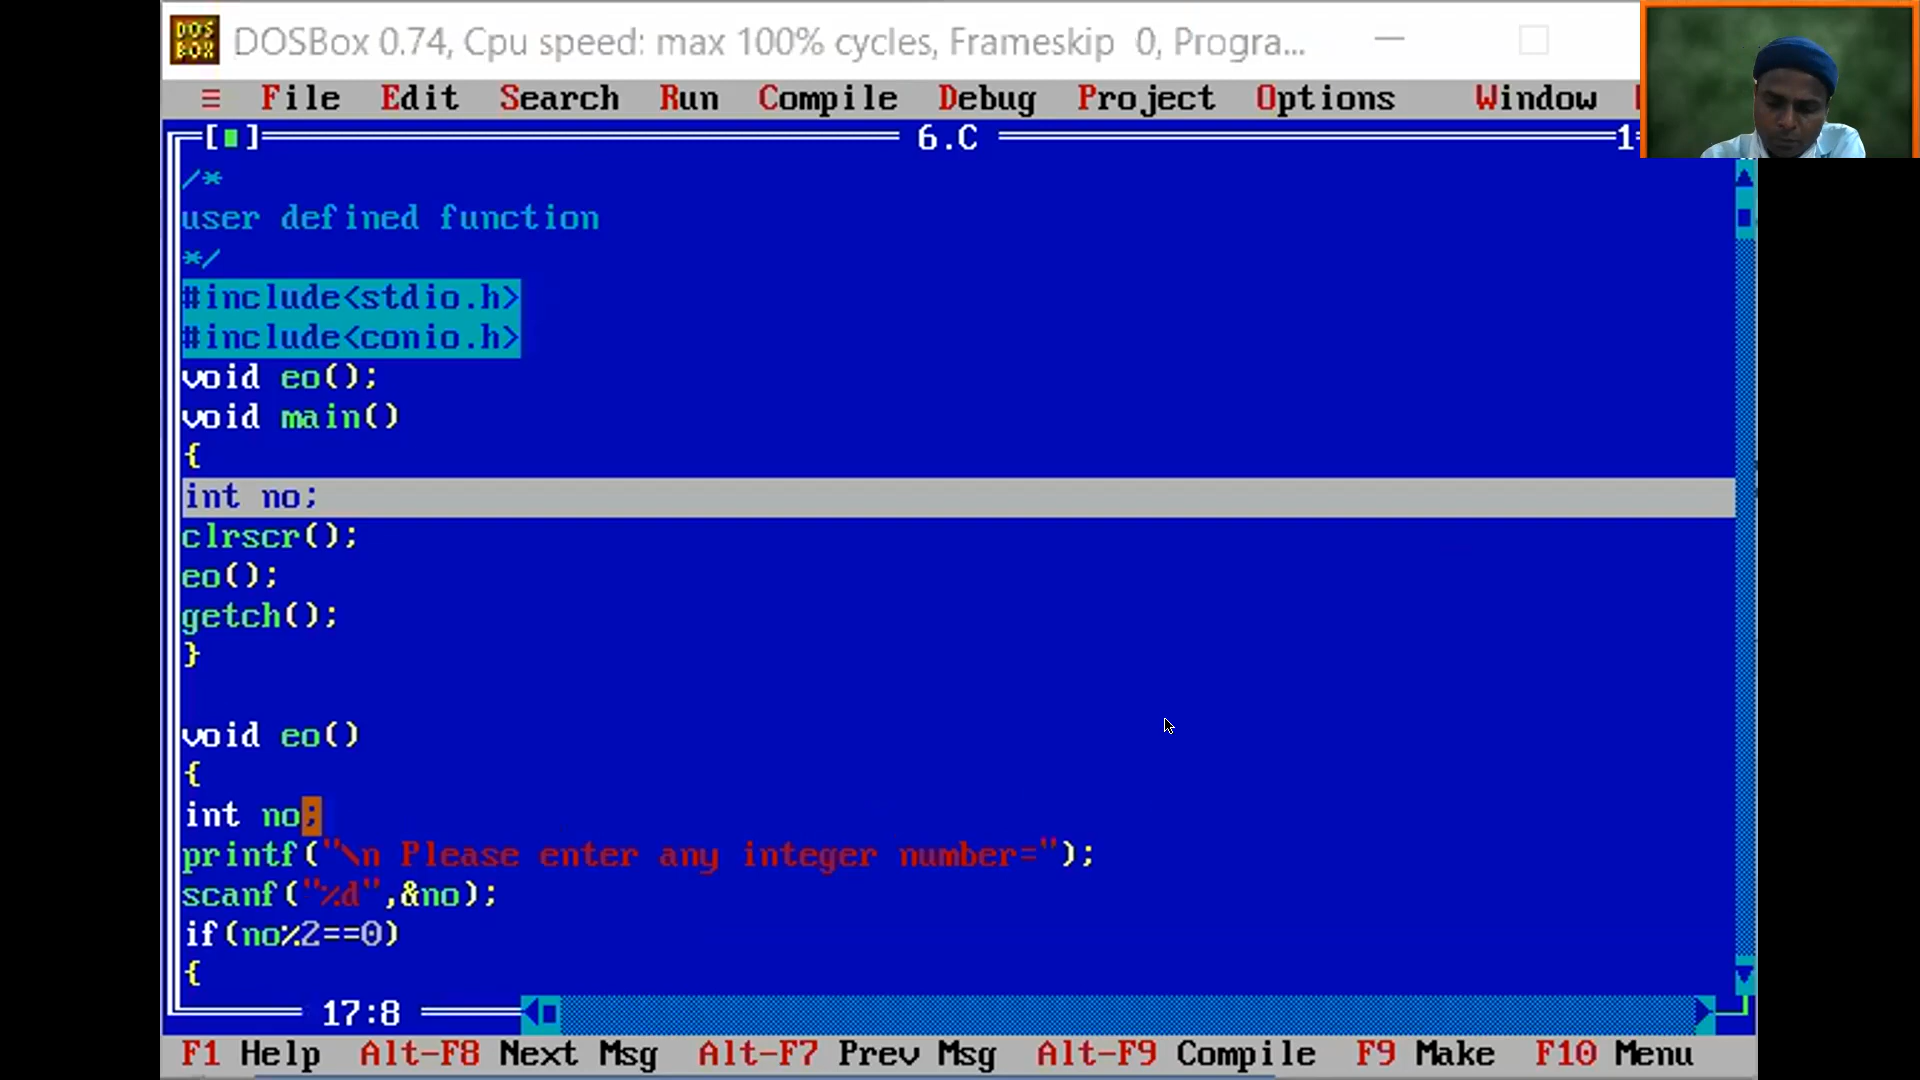 DOS
BOX
DOSBox 0.74, Cpu speed: max 100% cycles, Frameskip 0, Progra...
≡ File Edit Search Run Compile Debug Project Options Window
[■] 6.C 1
/*
user defined function
*/
#include<stdio.h>
#include<conio.h>
void eo();
void main()
{
int no;
clrscr();
eo();
getch();
}
void eo()
{
int no;
printf("\n Please enter any integer number=");
scanf("%d",&no);
if(no%2==0)
{
17:8
F1 Help Alt-F8 Next Msg Alt-F7 Prev Msg Alt-F9 Compile F9 Make F10 Menu